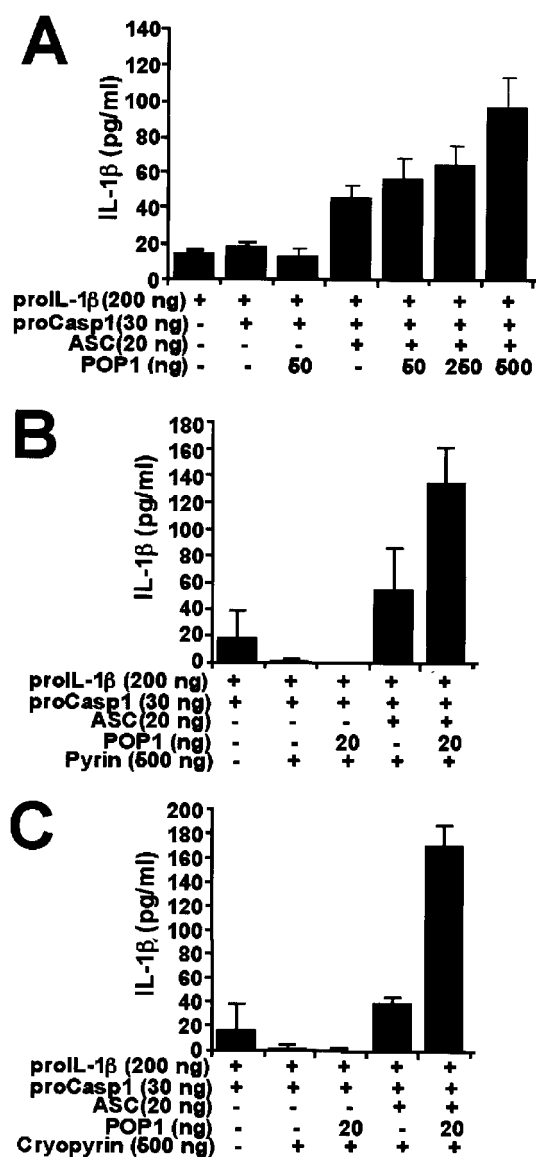 A
IL-1β (pg/ml)
140
120
100
80
60
40
20
0
proIL-1β(200 ng) + + + + + + +
proCasp1(30 ng) - + + + + + +
ASC(20 ng) - - - + + + +
POP1 (ng) - - 50 - 50 250 500
B
IL-1β (pg/ml)
180
160
140
120
100
80
60
40
20
0
proIL-1β (200 ng) + + + + +
proCasp1 (30 ng) + + + + +
ASC(20 ng) - - - + +
POP1 (ng) - - 20 - 20
Pyrin (500 ng) - + + + +
C
IL-1β (pg/ml)
200
180
160
140
120
100
80
60
40
20
0
proIL-1β (200 ng) + + + + +
proCasp1 (30 ng) + + + + +
ASC(20 ng) - - - + +
POP1 (ng) - - 20 - 20
Cryopyrin (500 ng) - + + + +